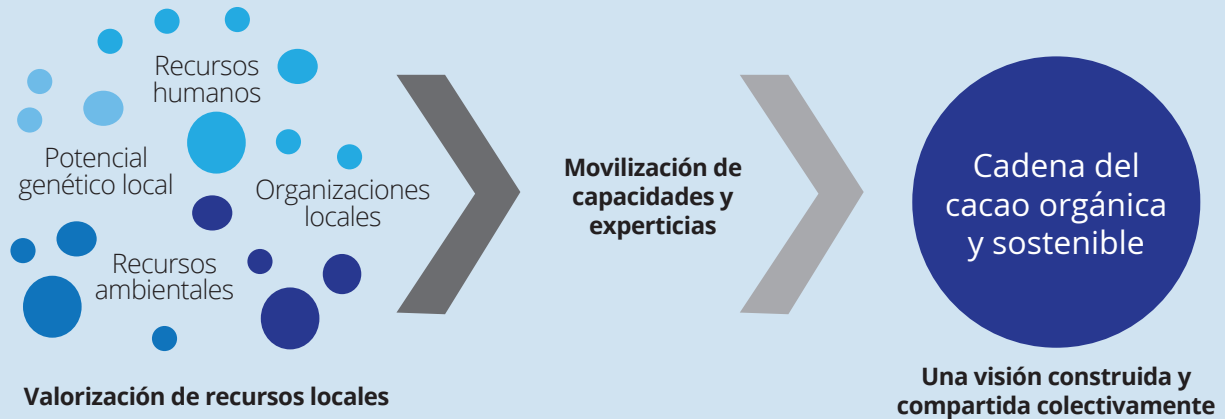 Recursos
humanos
Potencial
genético local
Organizaciones
locales
Recursos
ambientales
Valorización de recursos locales
Movilización de
capacidades y
experticias
Cadena del
cacao orgánica
y sostenible
Una visión construida y
compartida colectivamente